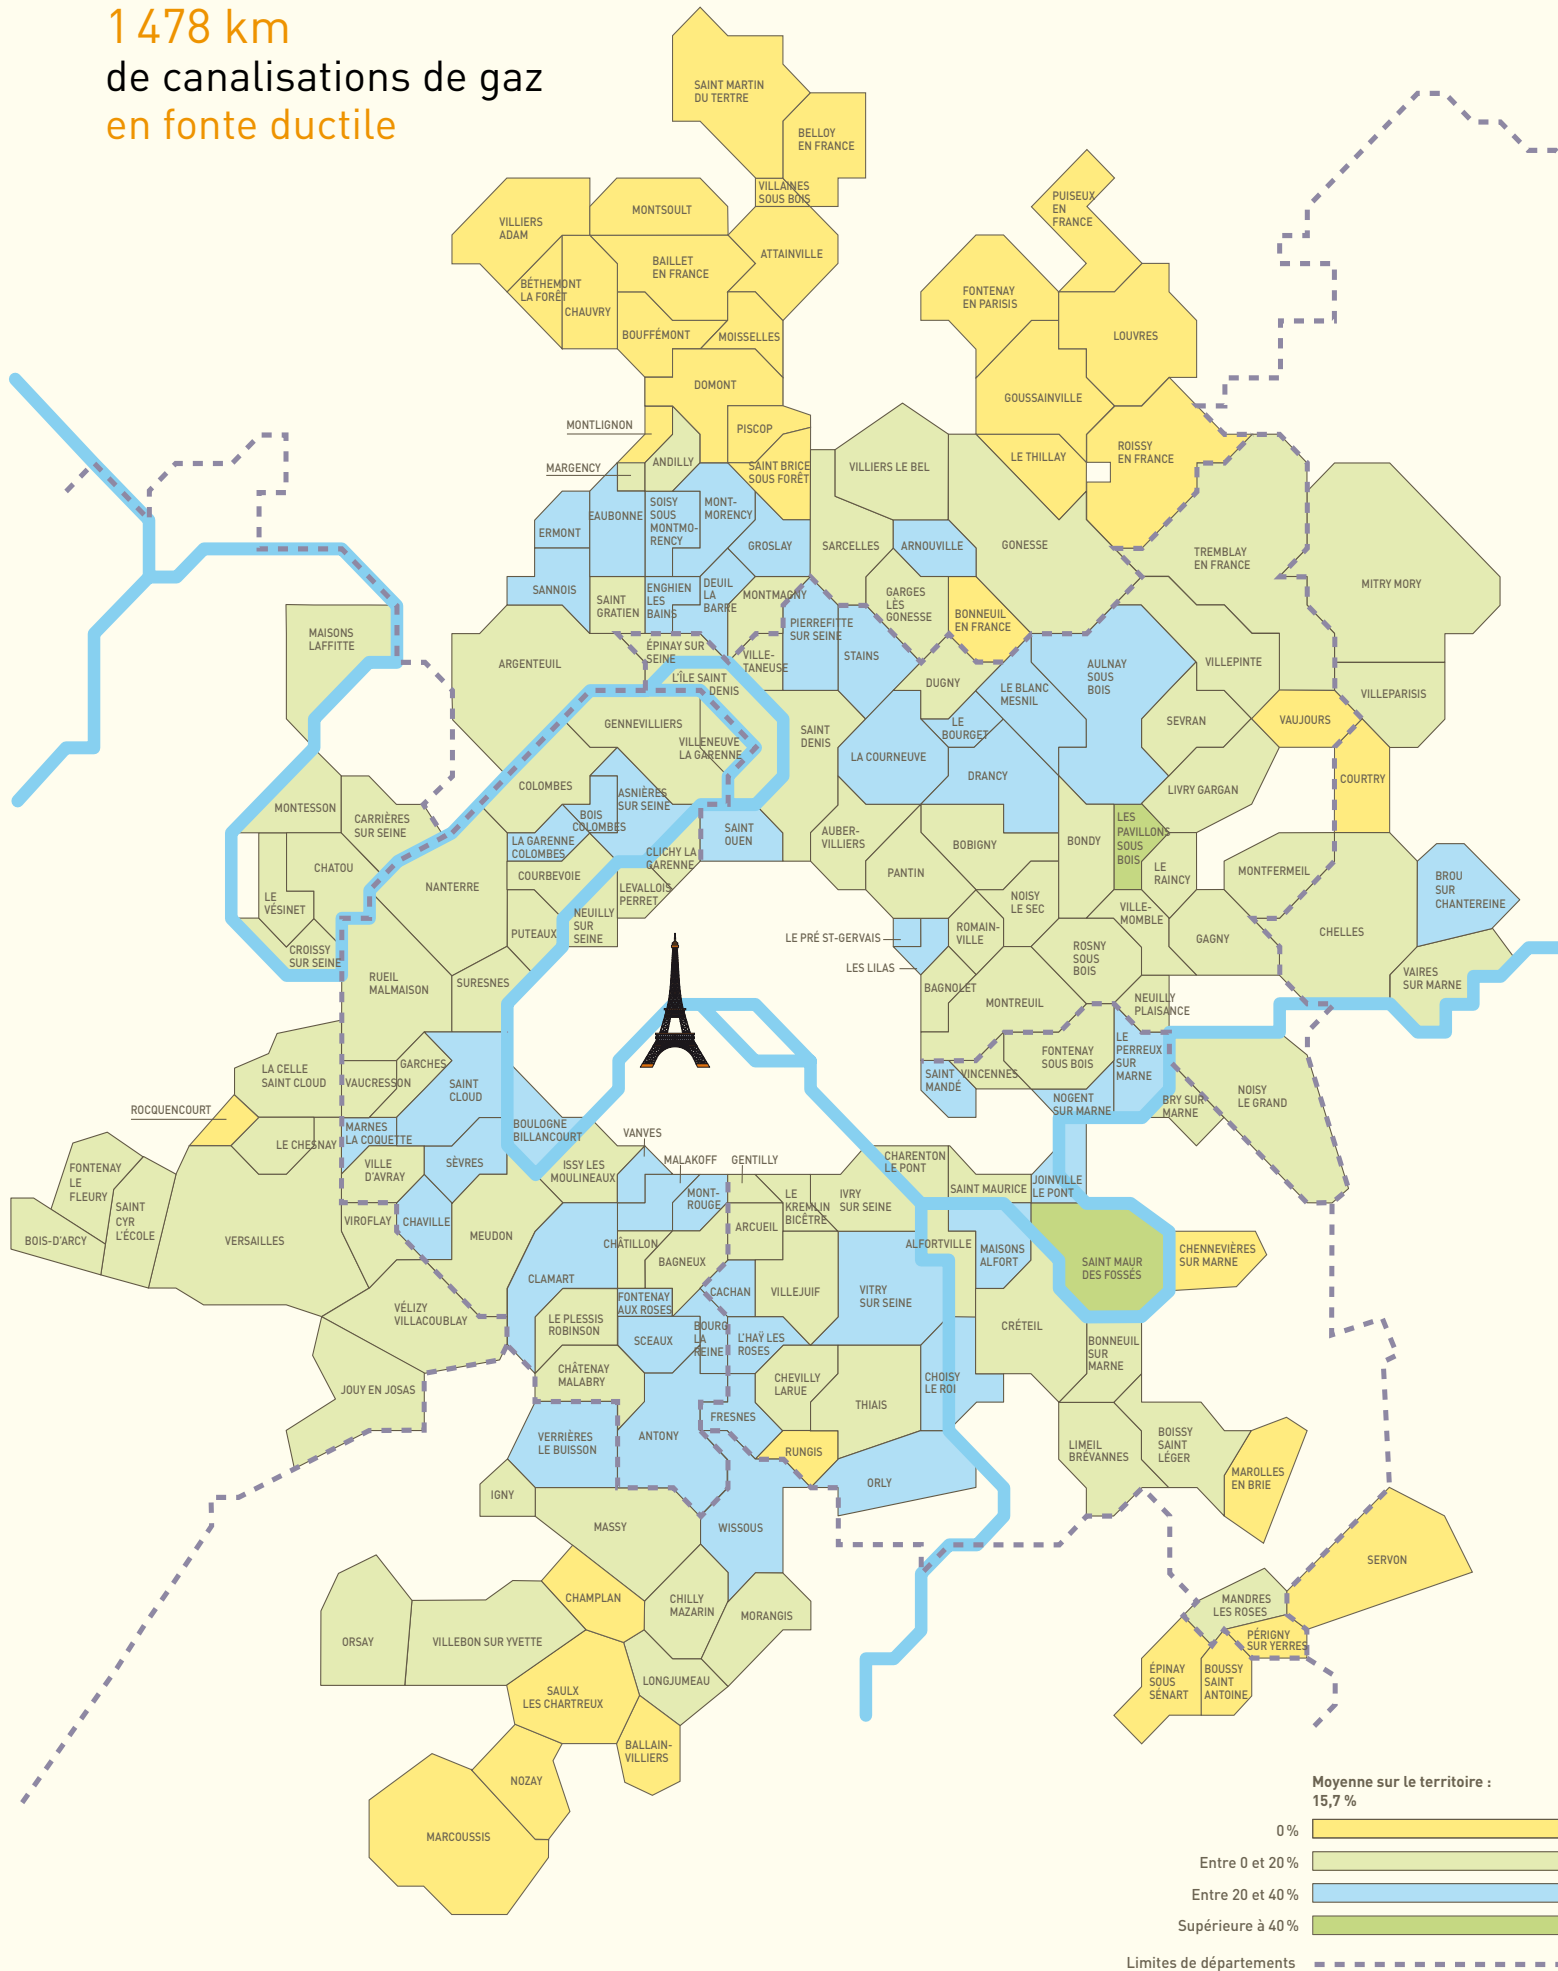 1 478 km
de canalisations de gaz
en fonte ductile
SAINT MARTIN
DU TERTRE
BELLOY
EN FRANCE
VILLAINES
SOUS BOIS
MONTSOULT
VILLIERS
ADAM
ATTAINVILLE
BAILLET
EN FRANCE
BÉTHEMONT
LA FORÊT
CHAUVRY
BOUFFÉMONT
MOISSELLES
DOMONT
PUISEUX
EN
FRANCE
FONTENAY
EN PARISIS
LOUVRES
GOUSSAINVILLE
LE THILLAY
ROISSY
EN FRANCE
MONTLIGNON
MARGENCY
ANDILLY
PISCOP
SAINT BRICE
SOUS FORÊT
VILLIERS LE BEL
EAUBONNE
SOISY
SOUS
MONTMO-
RENCY
MONT-
MORENCY
ERMONT
GROSLAY
SARCELLES
ARNOUVILLE
GONESSE
TREMBLAY
EN FRANCE
MITRY MORY
SANNOIS
SAINT
GRATIEN
ENGHIEN
LES
BAINS
DEUIL
LA
BARRE
MONTMAGNY
GARGES
LÈS
GONESSE
BONNEUIL
EN FRANCE
PIERREFITTE
SUR SEINE
STAINS
MAISONS
LAFFITTE
ARGENTEUIL
ÉPINAY SUR
SEINE
VILLE-
TANEUSE
L'ÎLE SAINT
DENIS
DUGNY
LE BLANC
MESNIL
AULNAY
SOUS
BOIS
VILLEPINTE
VILLEPARISIS
GENNEVILLIERS
VILLENEUVE
LA GARENNE
SAINT
DENIS
LE
BOURGET
SEVRAN
VAUJOURS
LA COURNEUVE
DRANCY
COURTRY
LIVRY GARGAN
COLOMBES
ASNIÈRES
SUR SEINE
BOIS
COLOMBES
MONTESSON
CARRIÈRES
SUR SEINE
LA GARENNE
COLOMBES
SAINT
OUEN
AUBER-
VILLIERS
BOBIGNY
BONDY
LES
PAVILLONS
SOUS
BOIS
CLICHY LA
GARENNE
CHATOU
NANTERRE
COURBEVOIE
LEVALLOIS
PERRET
PANTIN
LE
RAINCY
MONTFERMEIL
BROU
SUR
CHANTEREINE
LE
VÉSINET
NOISY
LE SEC
VILLE-
MOMBLE
PUTEAUX
NEUILLY
SUR
SEINE
LE PRÉ ST-GERVAIS
ROMAIN-
VILLE
ROSNY
SOUS
BOIS
GAGNY
CHELLES
CROISSY
SUR SEINE
LES LILAS
RUEIL
MALMAISON
SURESNES
BAGNOLET
MONTREUIL
NEUILLY
PLAISANCE
VAIRES
SUR MARNE
LA CELLE
SAINT CLOUD
VAUCRESSON
GARCHES
SAINT
CLOUD
SAINT
MANDÉ
VINCENNES
FONTENAY
SOUS BOIS
LE
PERREUX
SUR
MARNE
NOISY
LE GRAND
ROCQUENCOURT
NOGENT
SUR MARNE
BRY SUR
MARNE
MARNES
LA COQUETTE
BOULOGNE
BILLANCOURT
LE CHESNAY
VANVES
MALAKOFF
GENTILLY
CHARENTON
LE PONT
FONTENAY
LE
FLEURY
VILLE
D'AVRAY
SÈVRES
ISSY LES
MOULINEAUX
MONT-
ROUGE
LE
KREMLIN
BICÊTRE
IVRY
SUR SEINE
SAINT MAURICE
JOINVILLE
LE PONT
SAINT
CYR
L'ÉCOLE
VIROFLAY
CHAVILLE
MEUDON
CHÂTILLON
ARCUEIL
ALFORTVILLE
MAISONS
ALFORT
SAINT MAUR
DES FOSSÉS
CHENNEVIÈRES
SUR MARNE
BOIS-D'ARCY
VERSAILLES
BAGNEUX
CLAMART
CACHAN
VILLEJUIF
VITRY
SUR SEINE
VÉLIZY
VILLACOUBLAY
FONTENAY
AUX ROSES
LE PLESSIS
ROBINSON
SCEAUX
BOURG
LA
REINE
L'HAŸ LES
ROSES
CRÉTEIL
BONNEUIL
SUR
MARNE
CHÂTENAY
MALABRY
CHEVILLY
LARUE
CHOISY
LE ROI
JOUY EN JOSAS
THIAIS
FRESNES
VERRIÈRES
LE BUISSON
ANTONY
RUNGIS
LIMEIL
BRÉVANNES
BOISSY
SAINT
LÉGER
MAROLLES
EN BRIE
IGNY
ORLY
MASSY
WISSOUS
SERVON
CHAMPLAN
CHILLY
MAZARIN
MORANGIS
MANDRES
LES ROSES
ORSAY
VILLEBON SUR YVETTE
PÉRIGNY
SUR YERRES
LONGJUMEAU
ÉPINAY
SOUS
SÉNART
BOUSSY
SAINT
ANTOINE
SAULX
LES CHARTREUX
BALLAIN-
VILLIERS
NOZAY
MARCOUSSIS
Moyenne sur le territoire :
15,7 %
0 %
Entre 0 et 20 %
Entre 20 et 40 %
Supérieure à 40 %
Limites de départements